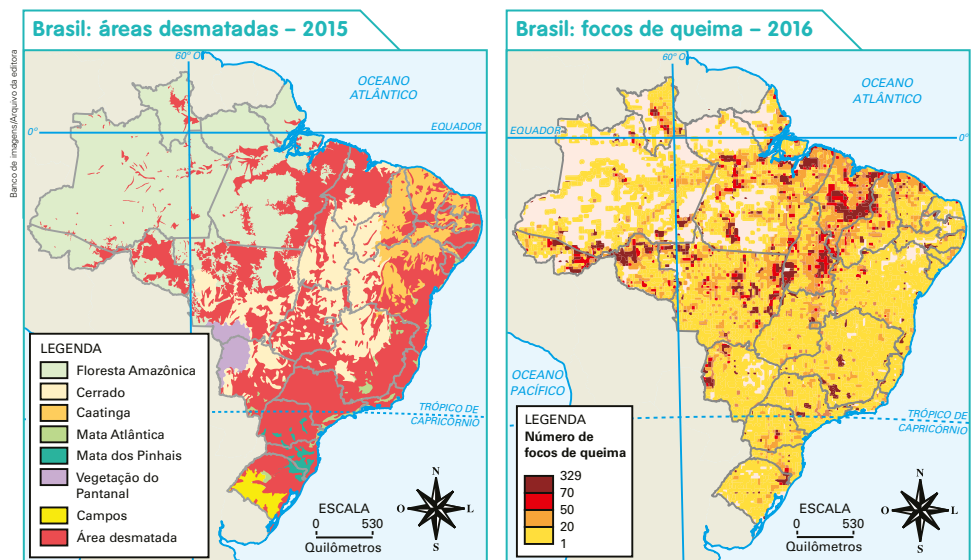 Brasil: áreas desmatadas – 2015
Banco de imagens/Arquivo da editora
60° O
OCEANO
ATLÂNTICO
0°
EQUADOR
TRÓPICO DE
CAPRICÓRNIO
LEGENDA
Floresta Amazônica
Cerrado
Caatinga
Mata Atlântica
Mata dos Pinhais
Vegetação do
Pantanal
Campos
Área desmatada
ESCALA
0 530
Quilômetros
N
O L
S
Brasil: focos de queima – 2016
60° O
OCEANO
ATLÂNTICO
EQUADOR
0°
OCEANO
PACÍFICO
TRÓPICO DE
CAPRICÓRNIO
LEGENDA
Número de
focos de queima
329
70
50
20
1
ESCALA
0 530
Quilômetros
N
O L
S